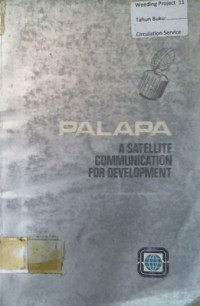 Weeding Project 11
Tahun Buku:..........
Circulation Service
PALAPA
A SATELLITE
COMMUNICATION
FOR DEVELOPMENT